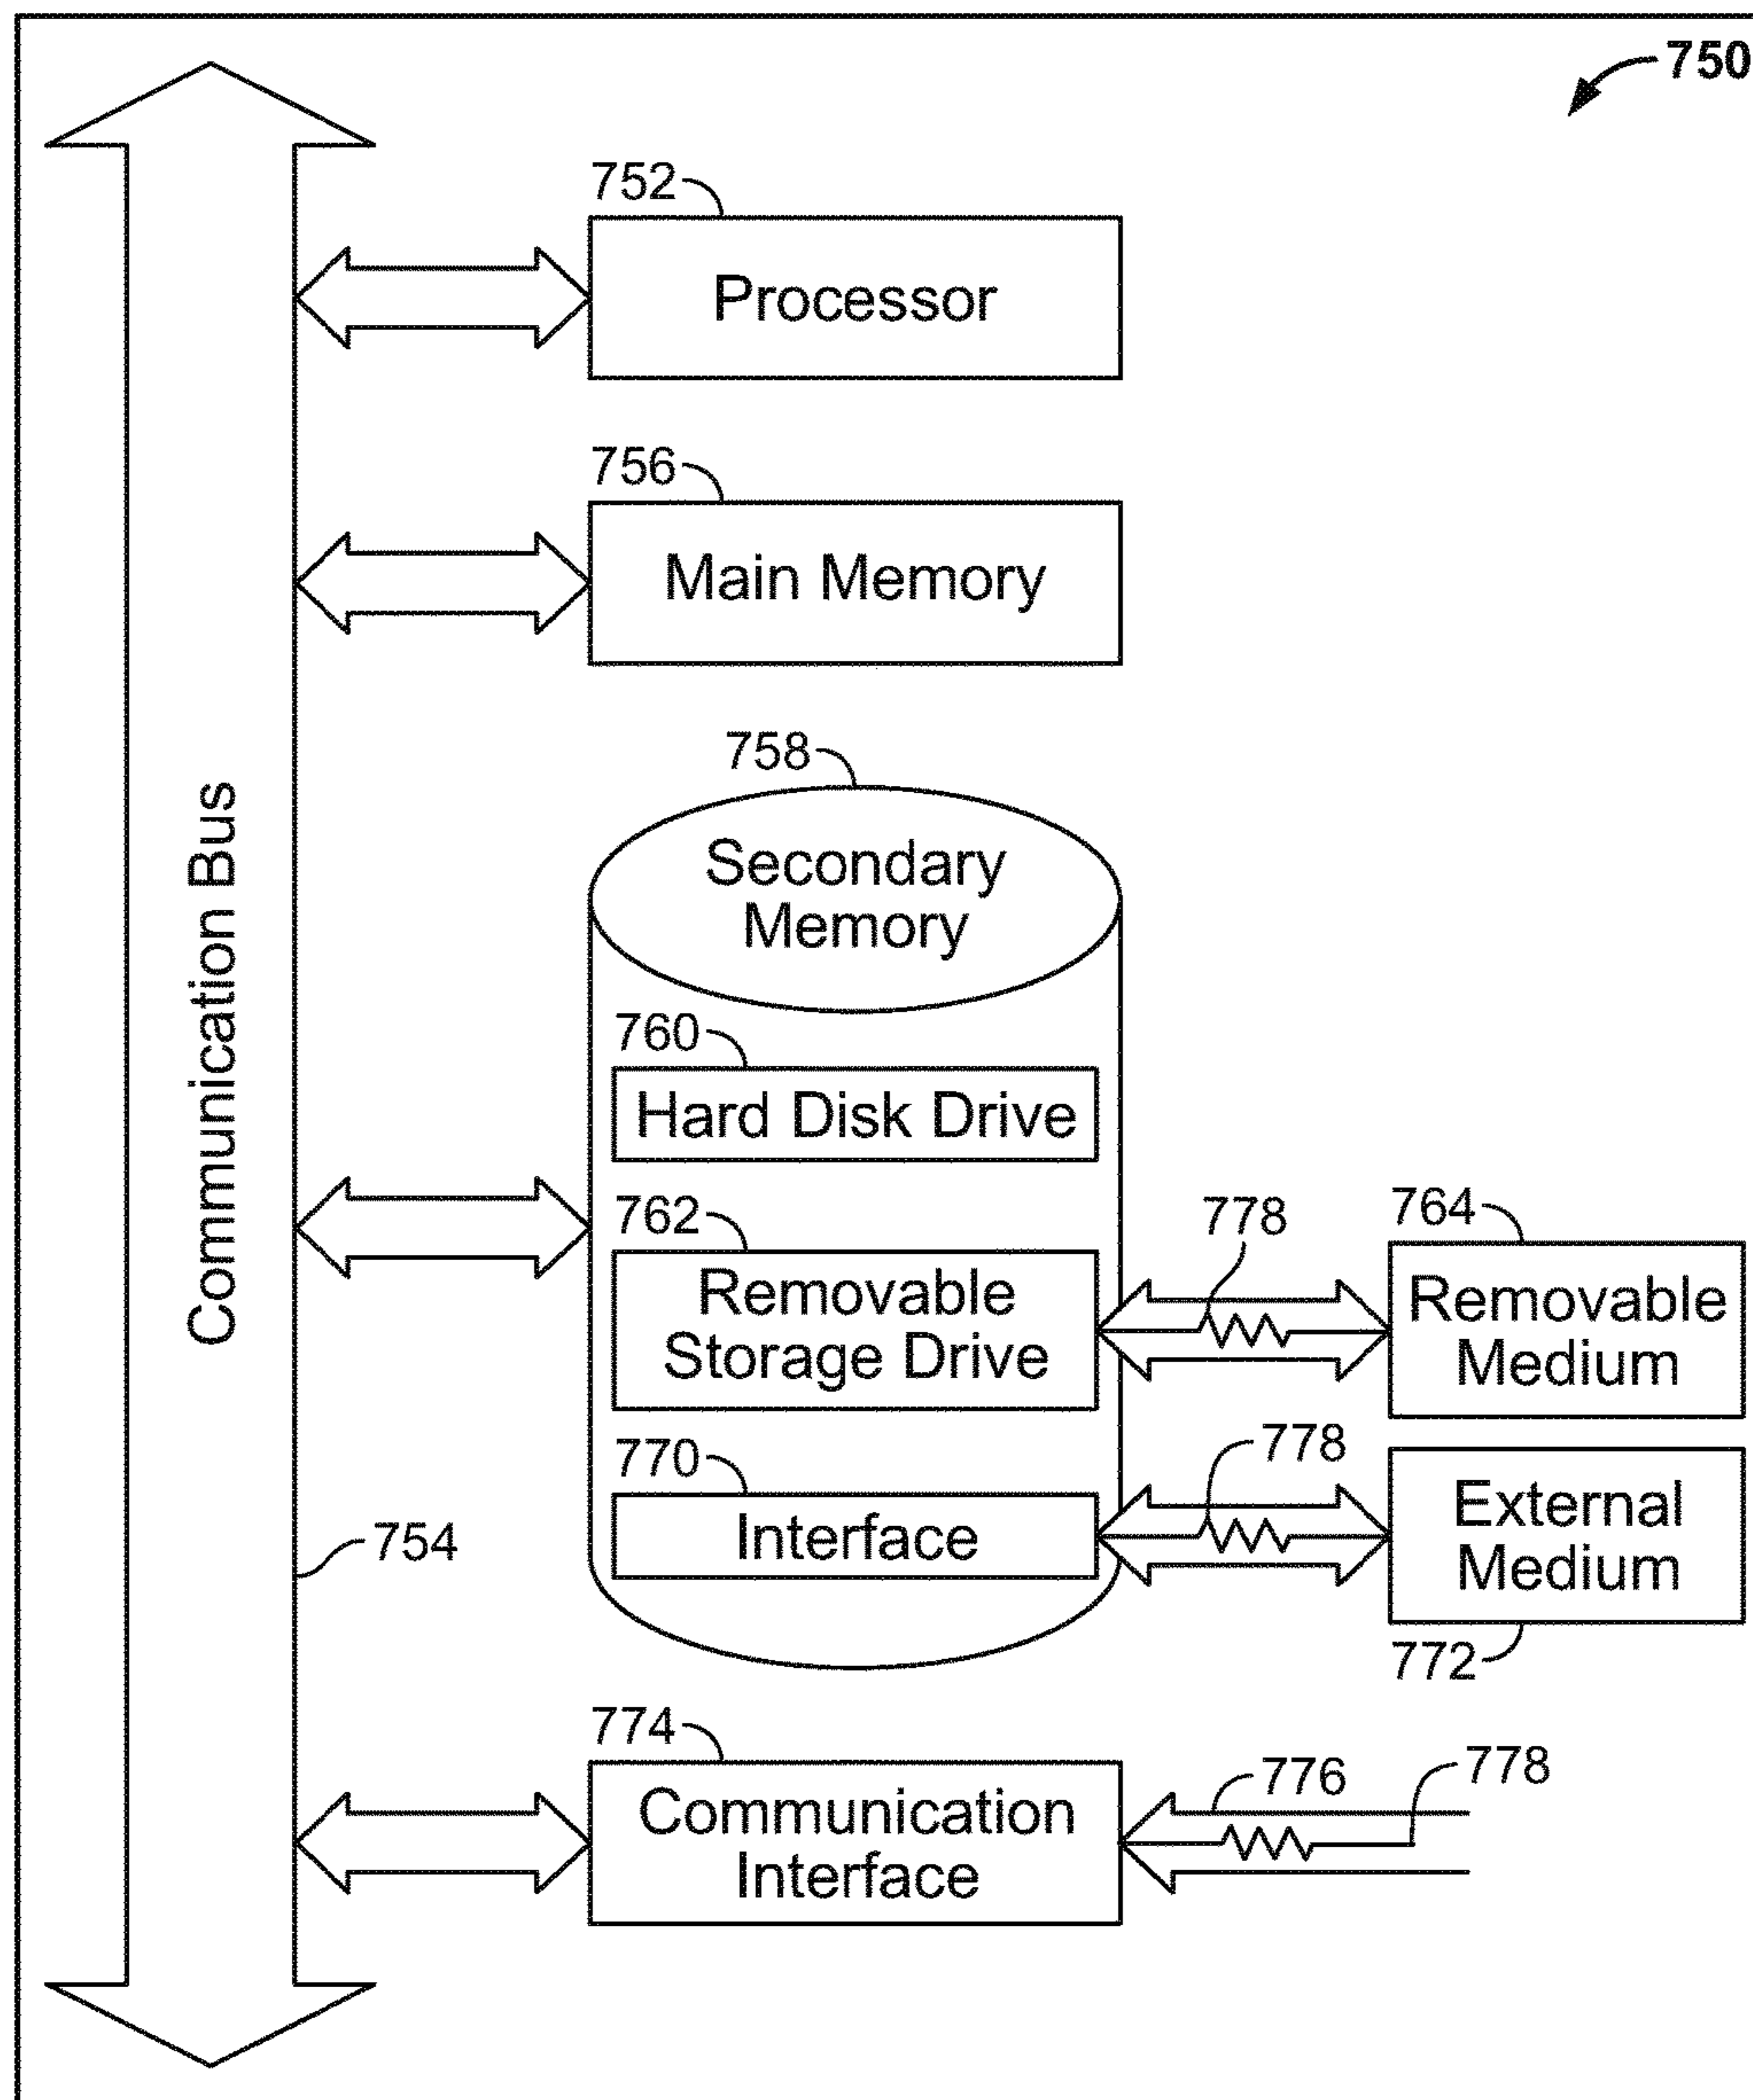 750
752
Processor
756
Main Memory
758
Secondary
Memory
Communication Bus
760
Hard Disk Drive
762
Removable
Storage Drive
778
764
Removable
Medium
770
Interface
778
External
Medium
772
754
774
Communication
Interface
776
778